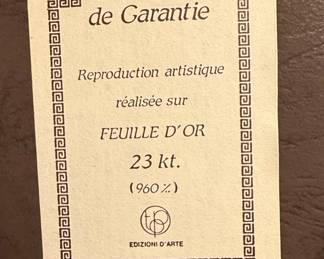 de Garantie
Reproduction artistique
réalisée sur
FEUILLE D'OR
23 kt.
(960 ‰)
EDIZIONI D'ARTE